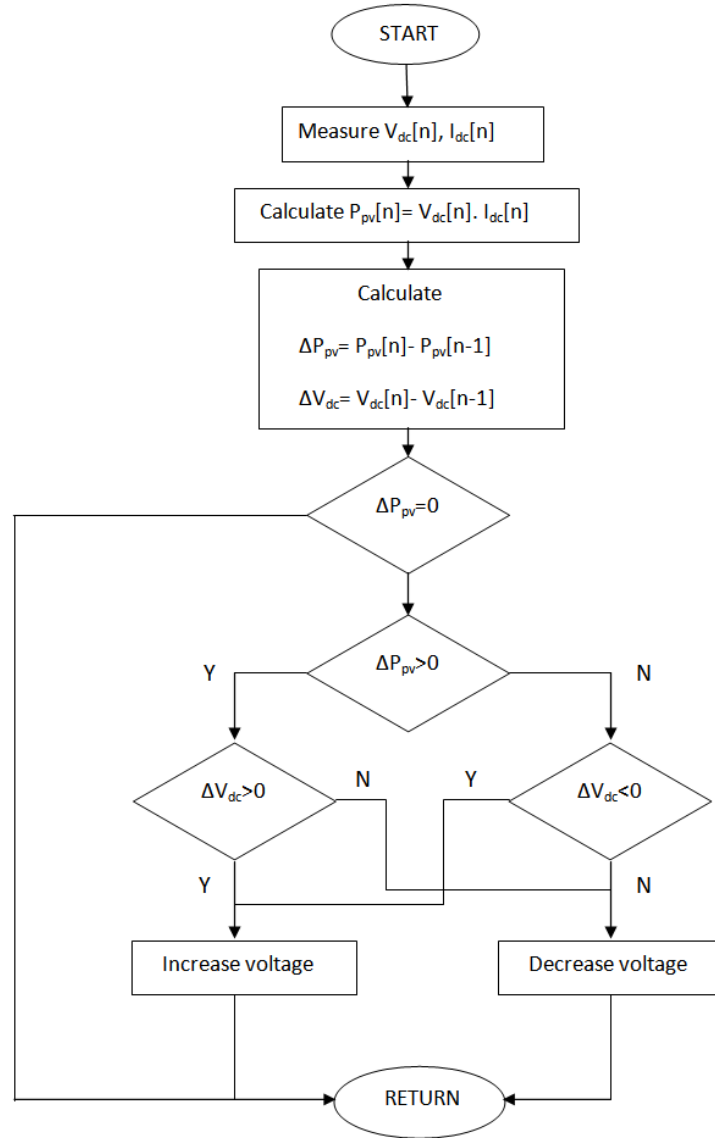 START
Measure Vdc[n], Idc[n]
Calculate Ppv[n]= Vdc[n]. Idc[n]
Calculate
ΔPpv= Ppv[n]- Ppv[n-1]
ΔVdc= Vdc[n]- Vdc[n-1]
ΔPpv=0
ΔPpv>0
Y
N
ΔVdc>0
N
Y
ΔVdc<0
Y
N
Increase voltage
Decrease voltage
RETURN